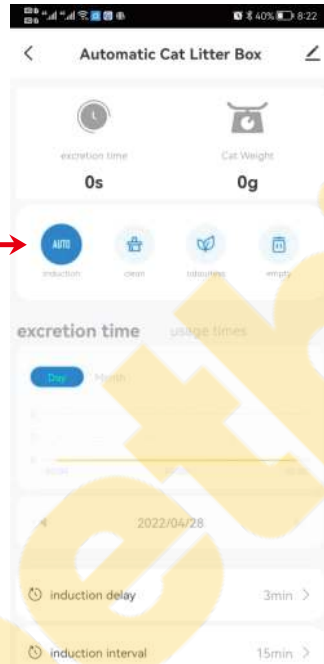 40% 8:22
Automatic Cat Litter Box
excretion time Cat Weight
0s 0g
AUTO
induction clean odourless empty
excretion time usage times
Day Month
2022/04/28
induction delay 3min
induction interval 15min